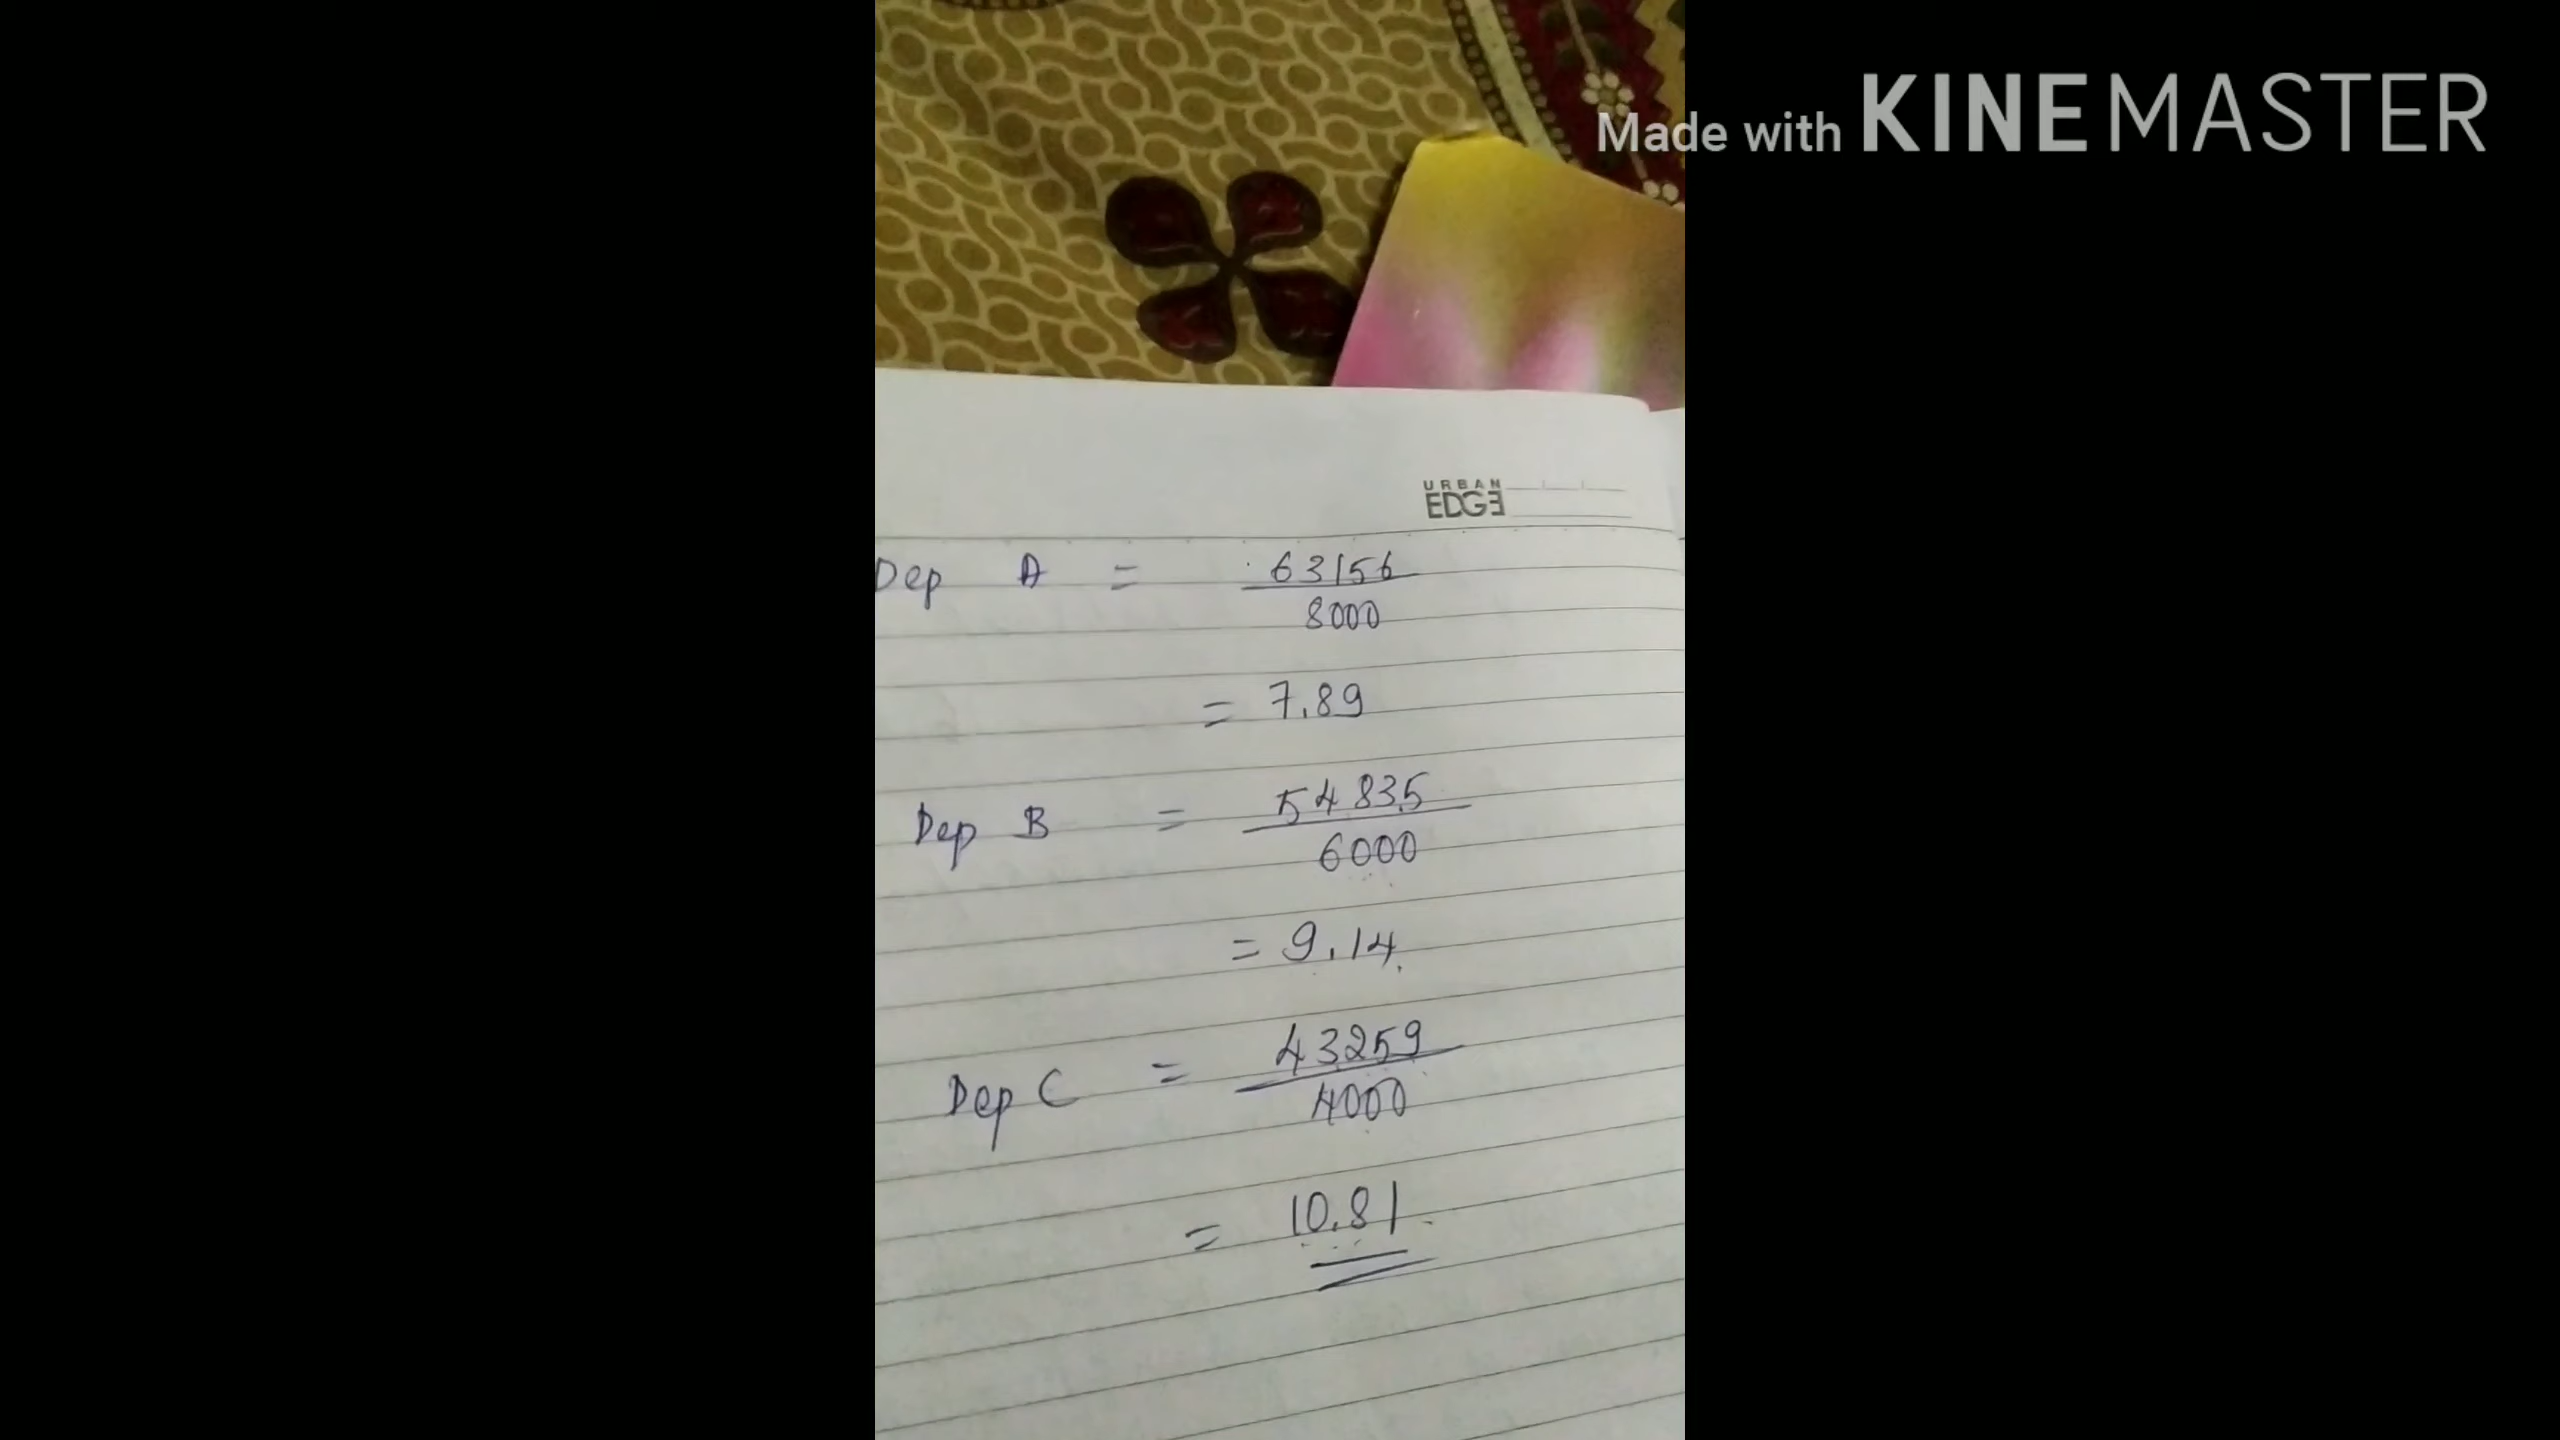 Made with KINEMASTER
URBAN
EDGE
Dep A = 63156
8000
= 7.89
Dep B = 54835
6000
= 9.14
Dep C = 43259
4000
= 10.81